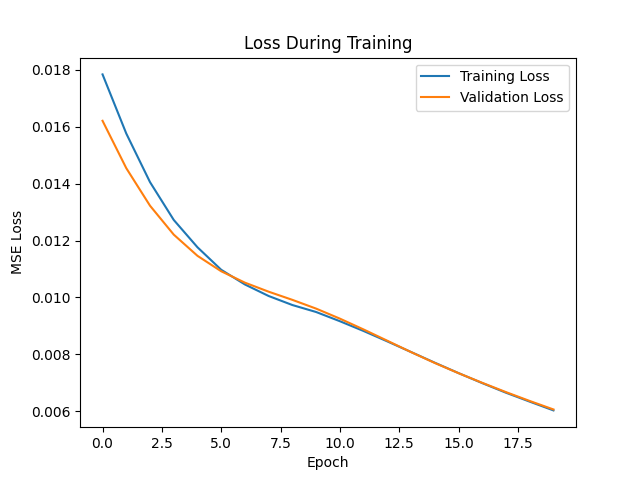 Loss During Training
Training Loss
Validation Loss
MSE Loss
0.018
0.016
0.014
0.012
0.010
0.008
0.006
0.0 2.5 5.0 7.5 10.0 12.5 15.0 17.5
Epoch